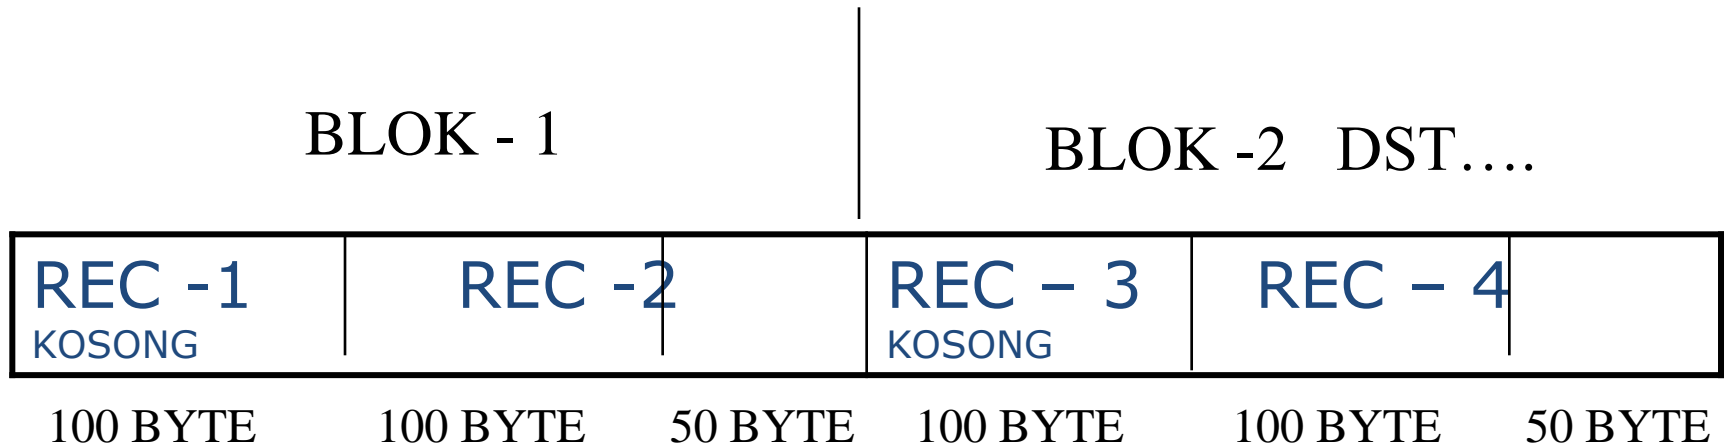 BLOK - 1
BLOK -2 DST....
REC -1 REC -2 REC – 3 REC – 4
KOSONG KOSONG
100 BYTE 100 BYTE 50 BYTE 100 BYTE 100 BYTE 50 BYTE